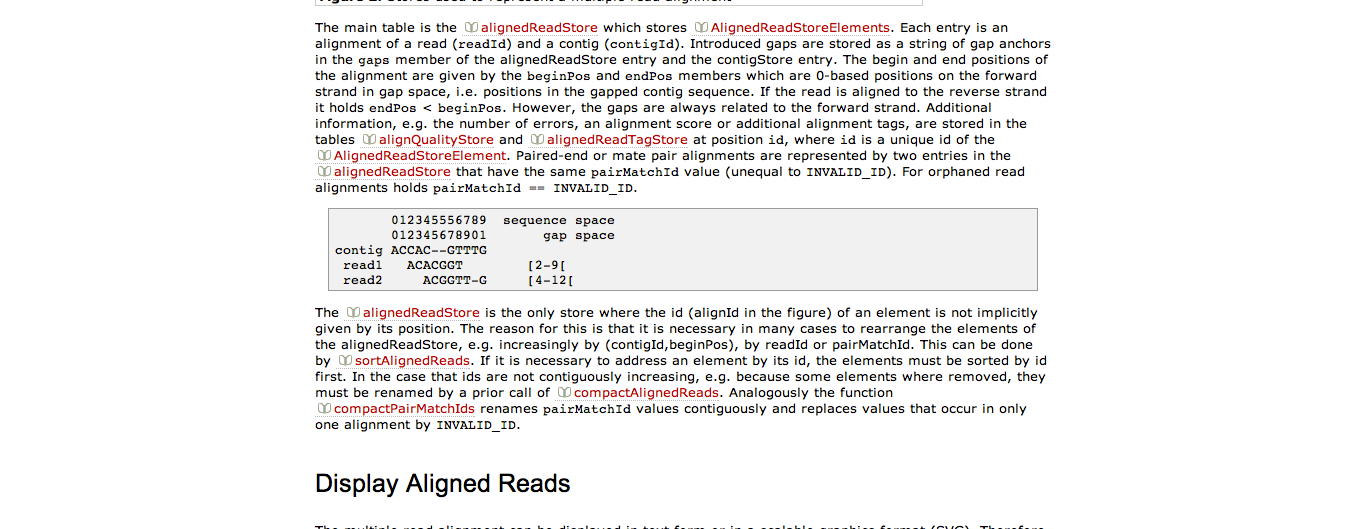 The main table is the alignedReadStore which stores AlignedReadStoreElements. Each entry is an
alignment of a read (readId) and a contig (contigId). Introduced gaps are stored as a string of gap anchors
in the gaps member of the alignedReadStore entry and the contigStore entry. The begin and end positions of
the alignment are given by the beginPos and endPos members which are 0-based positions on the forward
strand in gap space, i.e. positions in the gapped contig sequence. If the read is aligned to the reverse strand
it holds endPos < beginPos. However, the gaps are always related to the forward strand. Additional
information, e.g. the number of errors, an alignment score or additional alignment tags, are stored in the
tables alignQualityStore and alignedReadTagStore at position id, where id is a unique id of the
AlignedReadStoreElement. Paired-end or mate pair alignments are represented by two entries in the
alignedReadStore that have the same pairMatchId value (unequal to INVALID_ID). For orphaned read
alignments holds pairMatchId == INVALID_ID.
012345556789 sequence space
012345678901 gap space
contig ACCAC--GTTTG
read1 ACACGGT [2-9[
read2 ACGGTT-G [4-12[
The alignedReadStore is the only store where the id (alignId in the figure) of an element is not implicitly
given by its position. The reason for this is that it is necessary in many cases to rearrange the elements of
the alignedReadStore, e.g. increasingly by (contigId,beginPos), by readId or pairMatchId. This can be done
by sortAlignedReads. If it is necessary to address an element by its id, the elements must be sorted by id
first. In the case that ids are not contiguously increasing, e.g. because some elements where removed, they
must be renamed by a prior call of compactAlignedReads. Analogously the function
compactPairMatchIds renames pairMatchId values contiguously and replaces values that occur in only
one alignment by INVALID_ID.
Display Aligned Reads